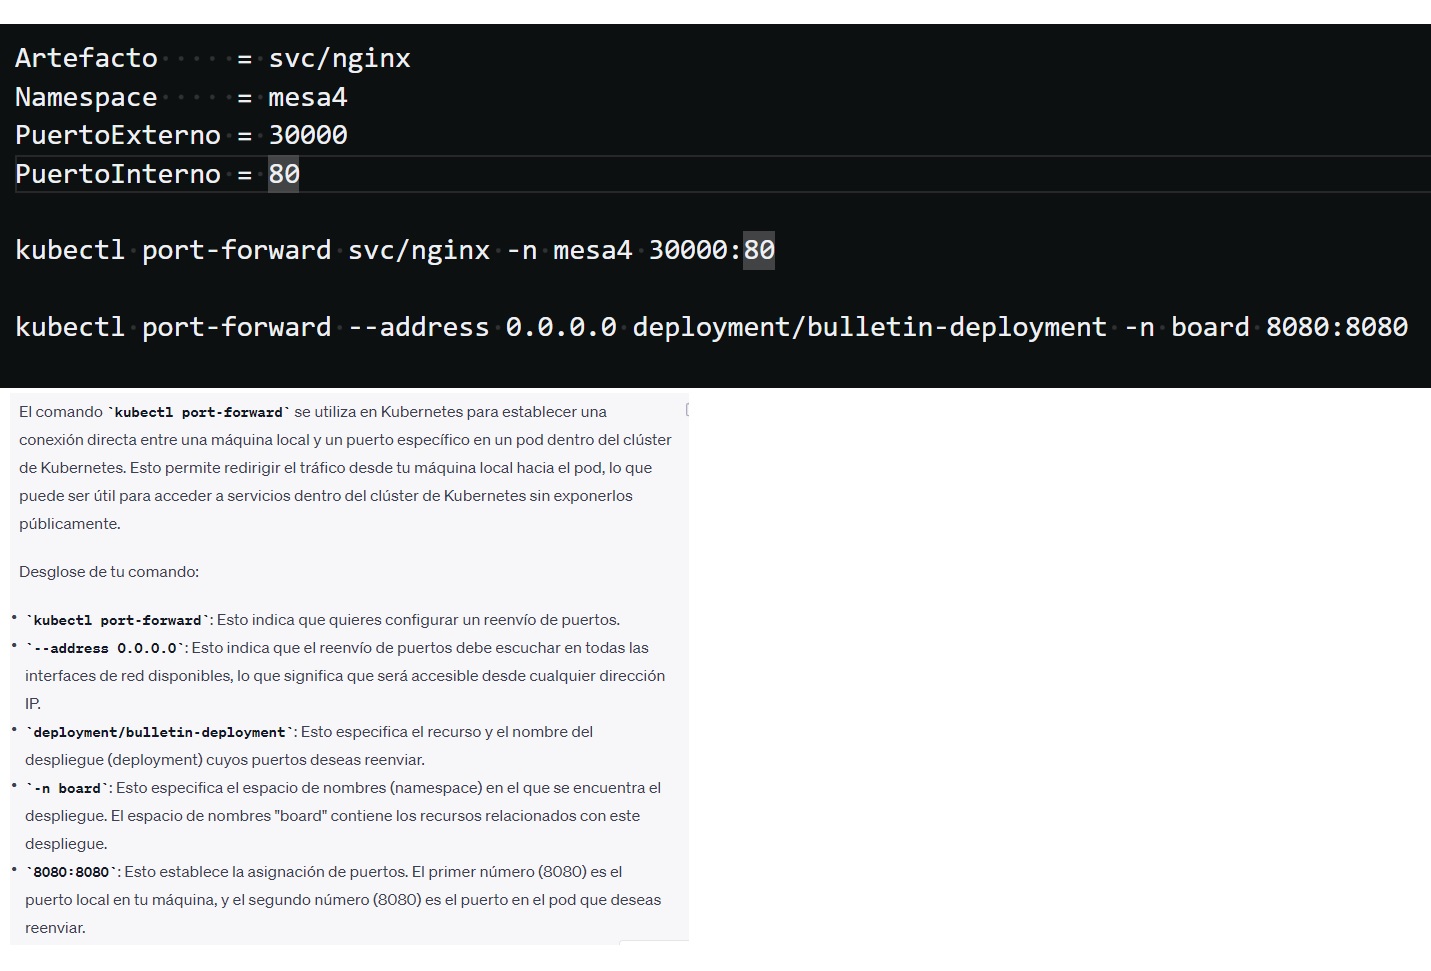 Artefacto = svc/nginx
Namespace = mesa4
PuertoExterno = 30000
PuertoInterno = 80
kubectl port-forward svc/nginx -n mesa4 30000:80
kubectl port-forward --address 0.0.0.0 deployment/bulletin-deployment -n board 8080:8080
El comando `kubectl port-forward` se utiliza en Kubernetes para establecer una
conexión directa entre una máquina local y un puerto específico en un pod dentro del clúster
de Kubernetes. Esto permite redirigir el tráfico desde tu máquina local hacia el pod, lo que
puede ser útil para acceder a servicios dentro del clúster de Kubernetes sin exponerlos
públicamente.
Desglose de tu comando:
• `kubectl port-forward`: Esto indica que quieres configurar un reenvío de puertos.
• `--address 0.0.0.0`: Esto indica que el reenvío de puertos debe escuchar en todas las
interfaces de red disponibles, lo que significa que será accesible desde cualquier dirección
IP.
• `deployment/bulletin-deployment`: Esto especifica el recurso y el nombre del
despliegue (deployment) cuyos puertos deseas reenviar.
• `-n board`: Esto especifica el espacio de nombres (namespace) en el que se encuentra el
despliegue. El espacio de nombres "board" contiene los recursos relacionados con este
despliegue.
• `8080:8080`: Esto establece la asignación de puertos. El primer número (8080) es el
puerto local en tu máquina, y el segundo número (8080) es el puerto en el pod que deseas
reenviar.